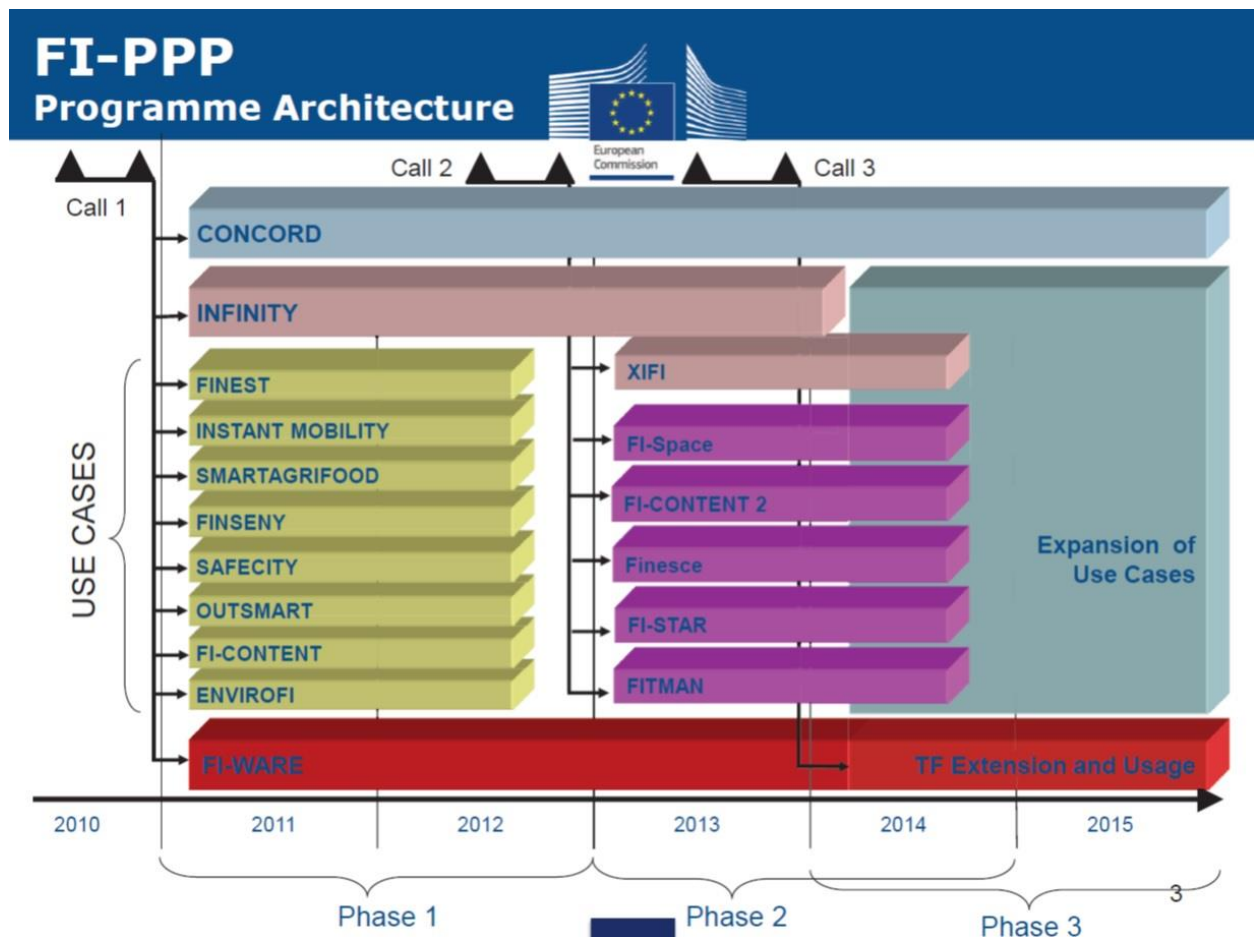 FI-PPP
Programme Architecture
European
Commission
Call 1
Call 2
Call 3
CONCORD
INFINITY
USE CASES
FINEST
INSTANT MOBILITY
SMARTAGRIFOOD
FINSENY
SAFECITY
OUTSMART
FI-CONTENT
ENVIROFI
XIFI
FI-Space
FI-CONTENT 2
Finesce
FI-STAR
FITMAN
Expansion of
Use Cases
FI-WARE
TF Extension and Usage
2010
2011
2012
2013
2014
2015
Phase 1
Phase 2
Phase 3
3